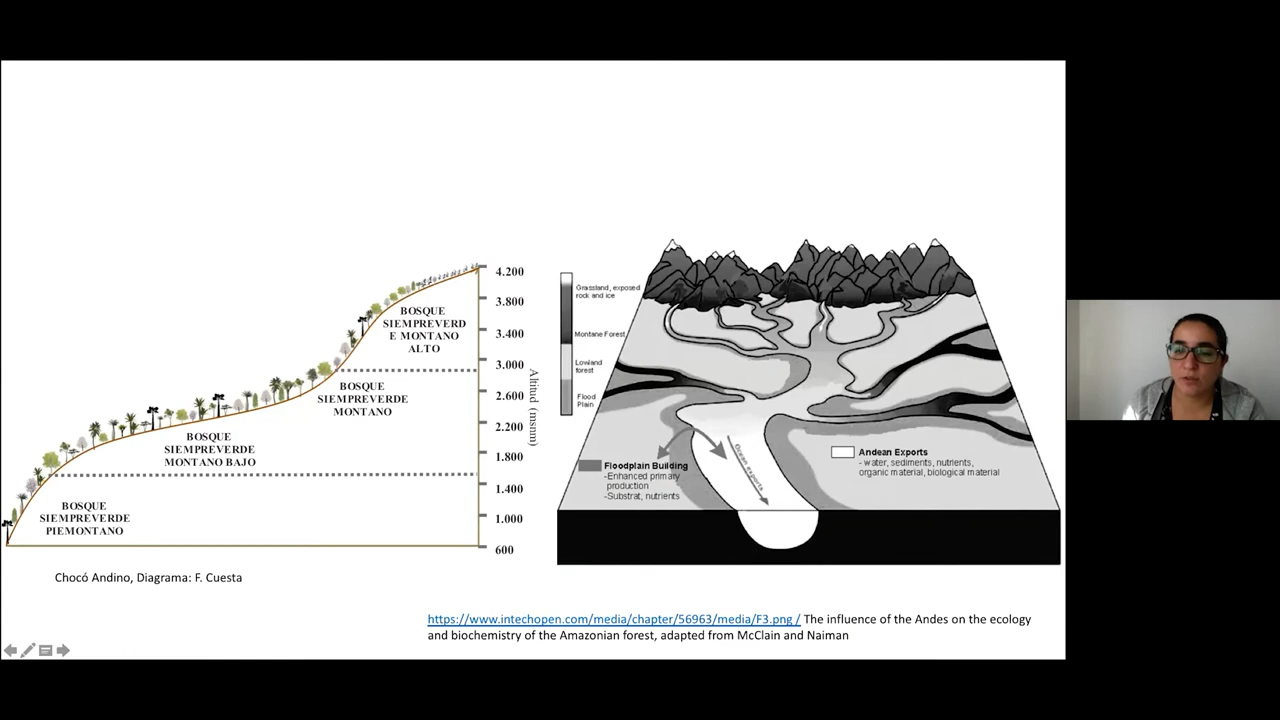 4.200
3.800
3.400
3.000
2.600
2.200
1.800
1.400
1.000
600
Altitud (msnm)
BOSQUE
SIEMPREVERD
E MONTANO
ALTO
BOSQUE
SIEMPREVERDE
MONTANO
BOSQUE
SIEMPREVERDE
MONTANO BAJO
BOSQUE
SIEMPREVERDE
PIEMONTANO
Chocó Andino, Diagrama: F. Cuesta
Grassland, exposed
rock and ice
Montane Forest
Lowland
forest
Flood
Plain
Floodplain Building
-Enhanced primary
production
-Substrat, nutrients
Ocean exports
Andean Exports
- water, sediments, nutrients,
organic material, biological material
https://www.intechopen.com/media/chapter/56963/media/F3.png / The influence of the Andes on the ecology
and biochemistry of the Amazonian forest, adapted from McClain and Naiman